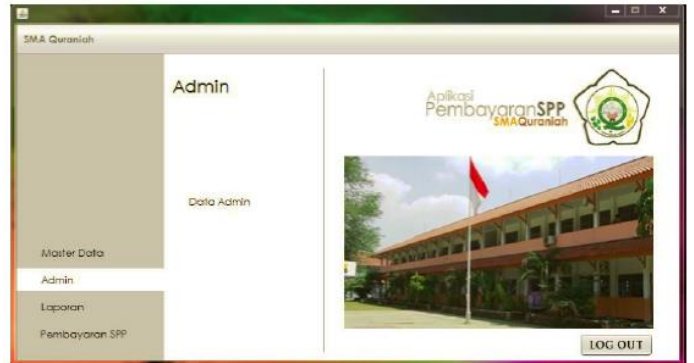 SMA Quraniah
Admin
Aplikasi
PembayaranSPP
SMAQuraniah
Data Admin
Master Data
Admin
Laporan
Pembayaran SPP
LOG OUT